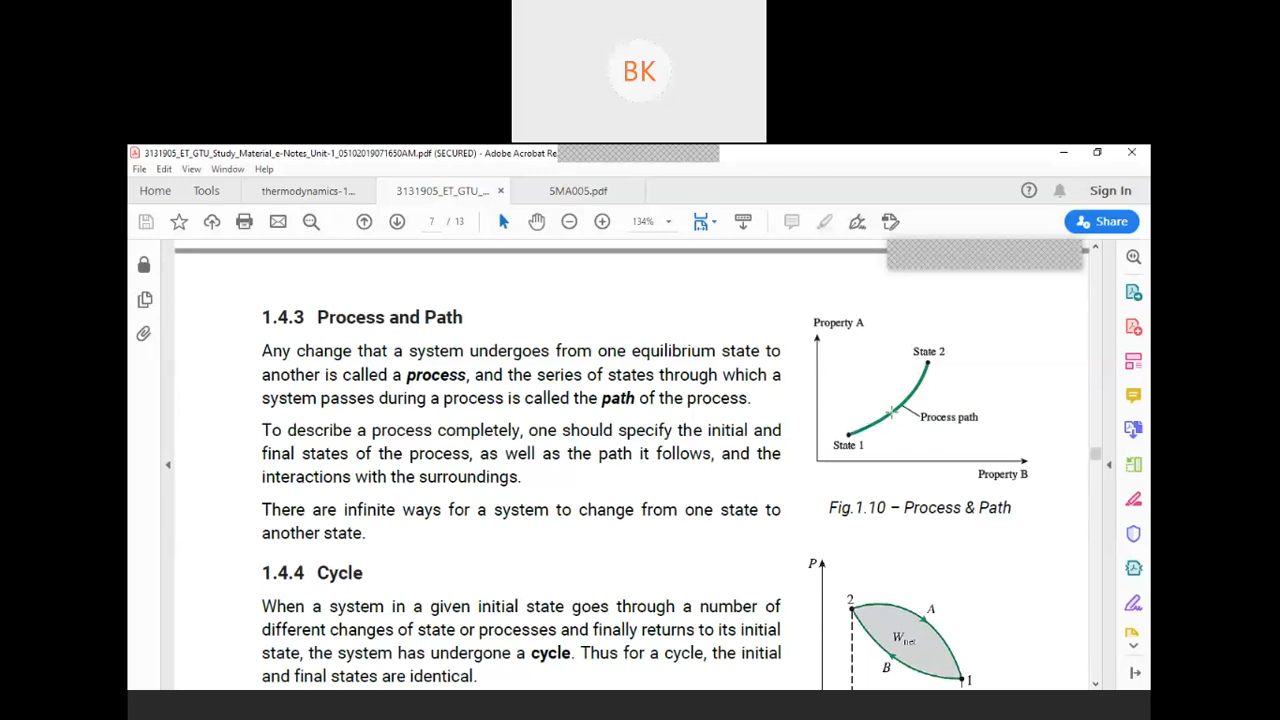 BK
3131905_ET_GTU_Study_Material_e-Notes_Unit-1_05102019071650AM.pdf (SECURED) - Adobe Acrobat Re
File Edit View Window Help
Home Tools thermodynamics-1... 3131905_ET_GTU_... × 5MA005.pdf Sign In
7 / 13 134% Share
1.4.3 Process and Path
Any change that a system undergoes from one equilibrium state to
another is called a process, and the series of states through which a
system passes during a process is called the path of the process.
To describe a process completely, one should specify the initial and
final states of the process, as well as the path it follows, and the
interactions with the surroundings.
There are infinite ways for a system to change from one state to
another state.
Property A
State 2
Process path
State 1
Property B
Fig.1.10 – Process & Path
1.4.4 Cycle
When a system in a given initial state goes through a number of
different changes of state or processes and finally returns to its initial
state, the system has undergone a cycle. Thus for a cycle, the initial
and final states are identical.
P
2
A
Wnet
B
1